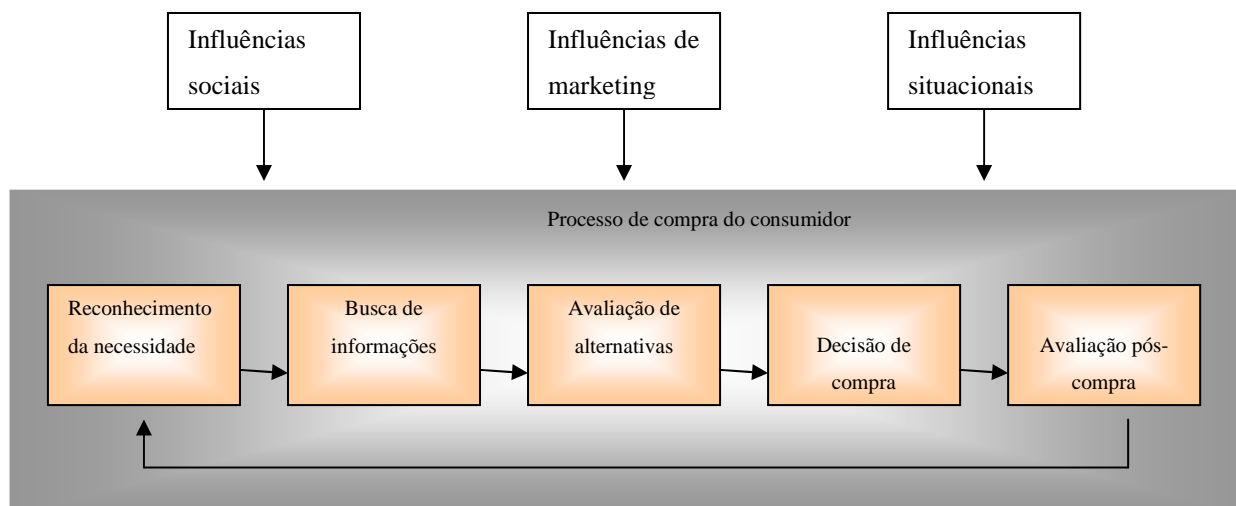 Influências
sociais
Influências de
marketing
Influências
situacionais
Processo de compra do consumidor
Reconhecimento
da necessidade
Busca de
informações
Avaliação de
alternativas
Decisão de
compra
Avaliação pós-
compra